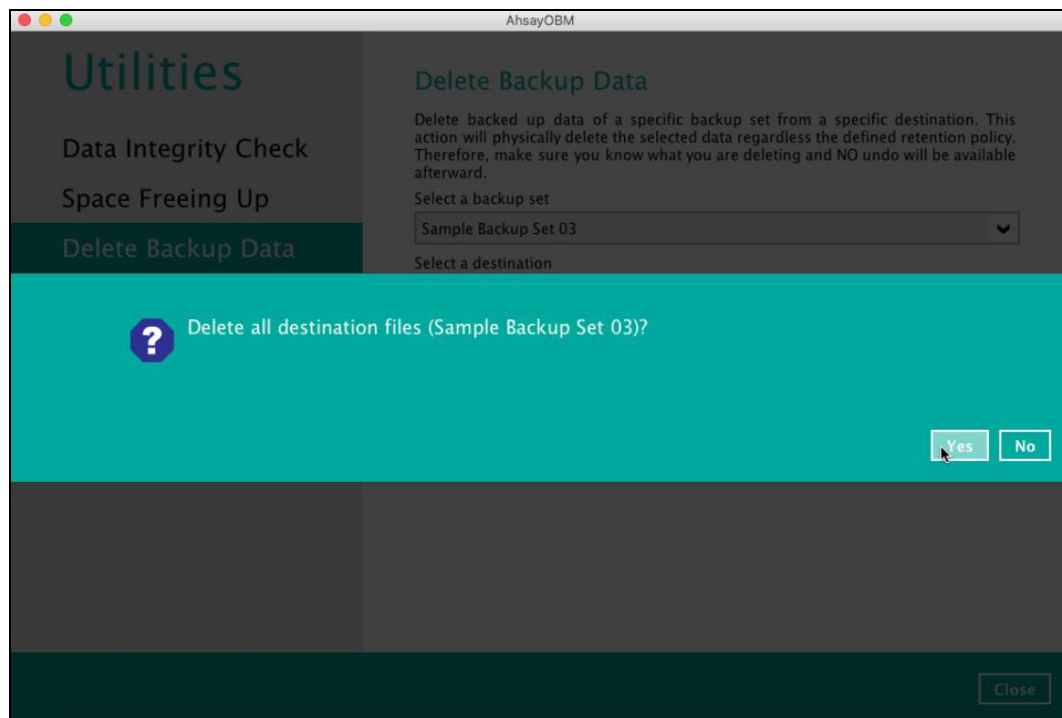 AhsayOBM
Utilities
Data Integrity Check
Space Freeing Up
Delete Backup Data
Delete Backup Data
Delete backed up data of a specific backup set from a specific destination. This
action will physically delete the selected data regardless the defined retention policy.
Therefore, make sure you know what you are deleting and NO undo will be available
afterward.
Select a backup set
Sample Backup Set 03
Select a destination
Delete all destination files (Sample Backup Set 03)?
Yes
No
Close